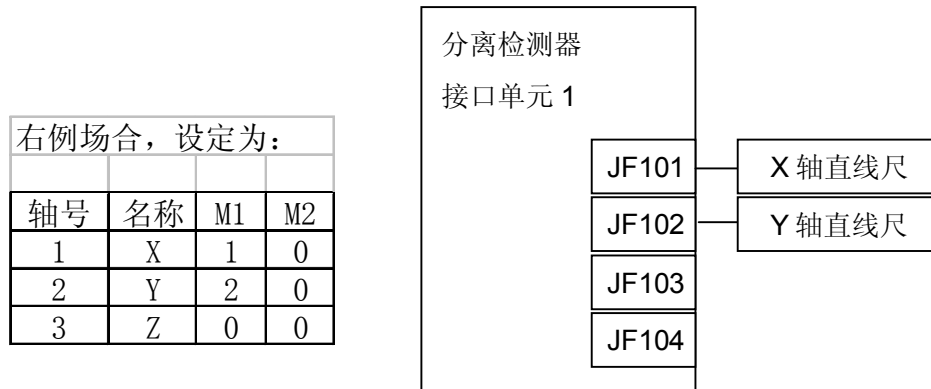 右例场合，设定为：
轴号 名称 M1 M2
1 X 1 0
2 Y 2 0
3 Z 0 0
分离检测器
接口单元 1
JF101 X 轴直线尺
JF102 Y 轴直线尺
JF103
JF104